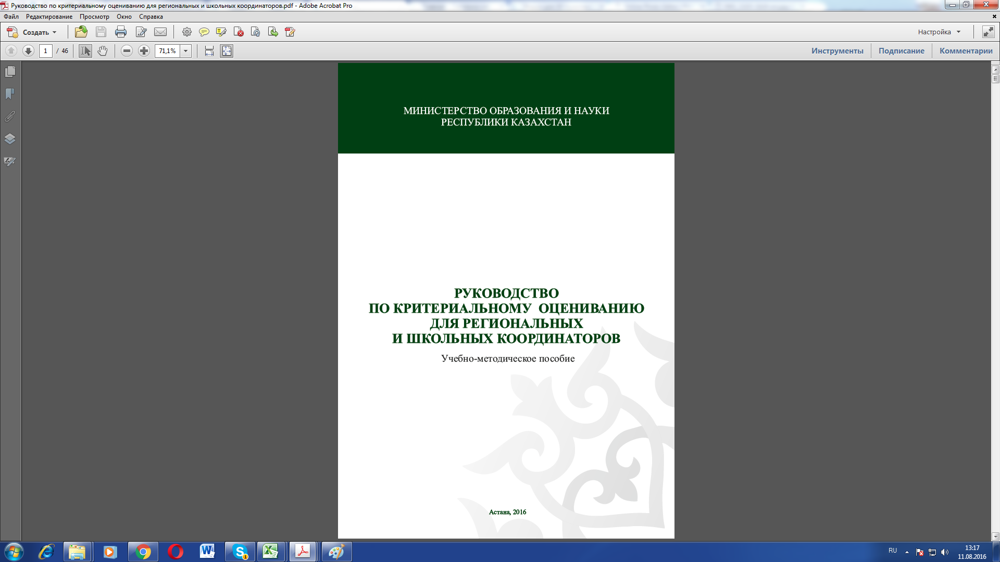 Руководство по критериальному оцениванию для региональных и школьных координаторов.pdf - Adobe Acrobat Pro
Файл Редактирование Просмотр Окно Справка
Создать
Настройка
1 / 46
71,1%
Инструменты Подписание Комментарии
МИНИСТЕРСТВО ОБРАЗОВАНИЯ И НАУКИ
РЕСПУБЛИКИ КАЗАХСТАН
РУКОВОДСТВО
ПО КРИТЕРИАЛЬНОМУ ОЦЕНИВАНИЮ
ДЛЯ РЕГИОНАЛЬНЫХ
И ШКОЛЬНЫХ КООРДИНАТОРОВ
Учебно-методическое пособие
Астана, 2016
RU
13:17
11.08.2016